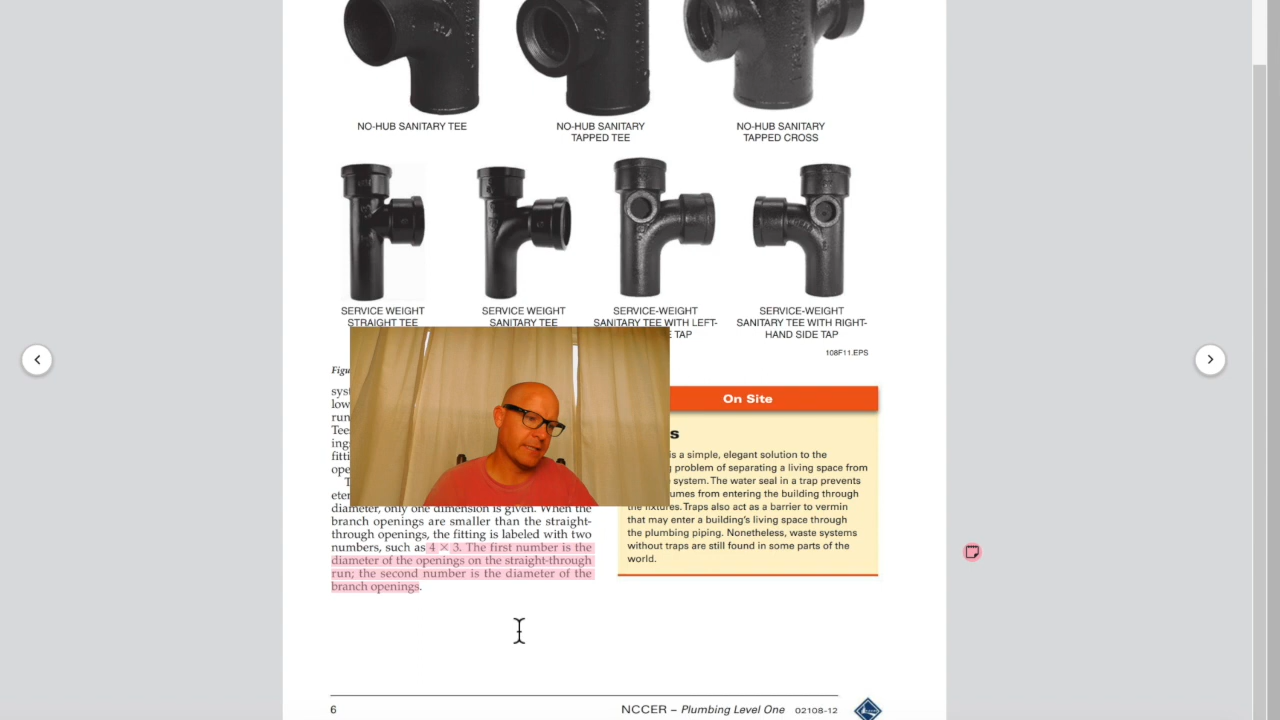 NO-HUB SANITARY TEE
NO-HUB SANITARY
TAPPED TEE
NO-HUB SANITARY
TAPPED CROSS
SERVICE WEIGHT
STRAIGHT TEE
SERVICE WEIGHT
SANITARY TEE
SERVICE-WEIGHT
SANITARY TEE WITH LEFT-
TAP
SERVICE-WEIGHT
SANITARY TEE WITH RIGHT-
HAND SIDE TAP
108F11.EPS
diameter, only one dimension is given. When the
branch openings are smaller than the straight-
through openings, the fitting is labeled with two
numbers, such as 4 × 3. The first number is the
diameter of the openings on the straight-through
run; the second number is the diameter of the
branch openings.
On Site
is a simple, elegant solution to the
problem of separating a living space from
system. The water seal in a trap prevents
from entering the building through
the fixtures. Traps also act as a barrier to vermin
that may enter a building's living space through
the plumbing piping. Nonetheless, waste systems
without traps are still found in some parts of the
world.
6
NCCER – Plumbing Level One 02108-12